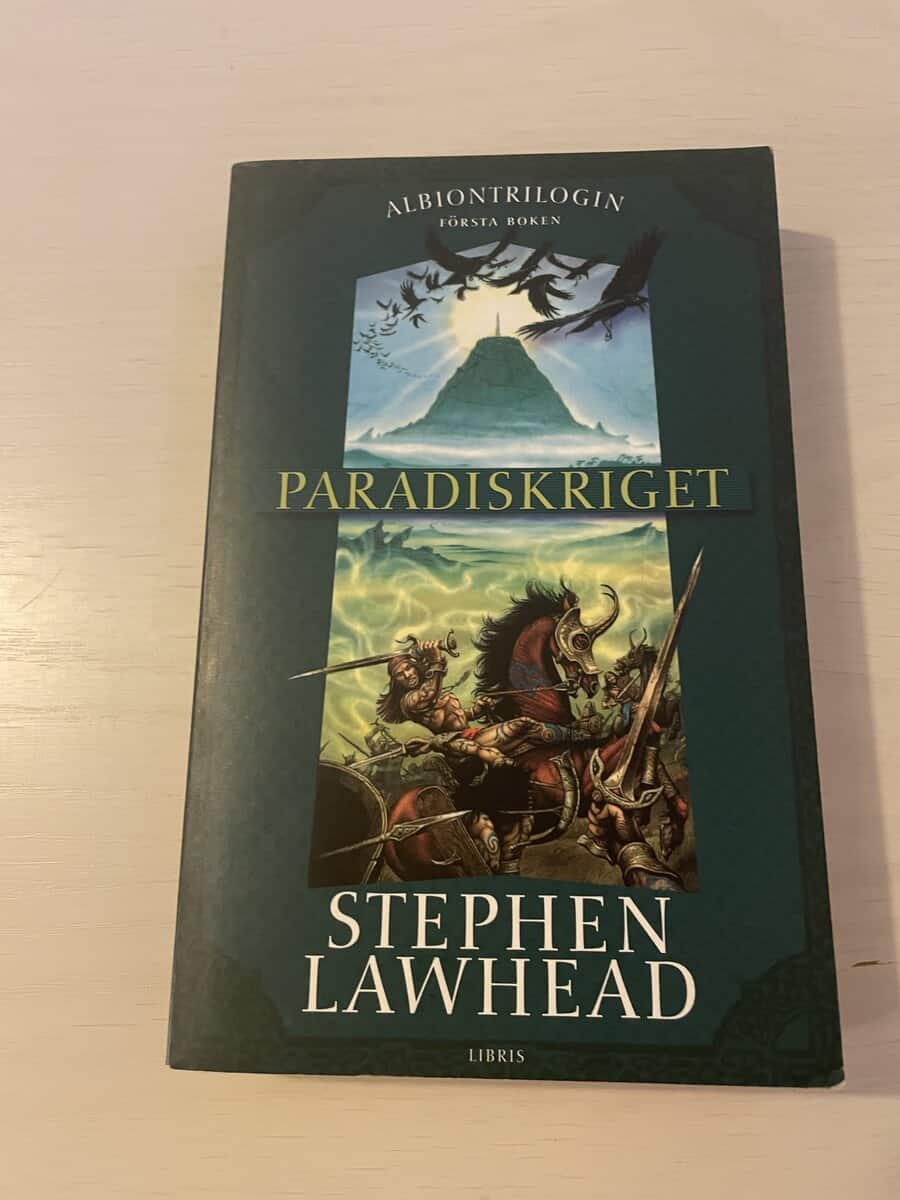 ALBIONTRILOGIN
FÖRSTA BOKEN
PARADISKRIGET
STEPHEN
LAWHEAD
LIBRIS